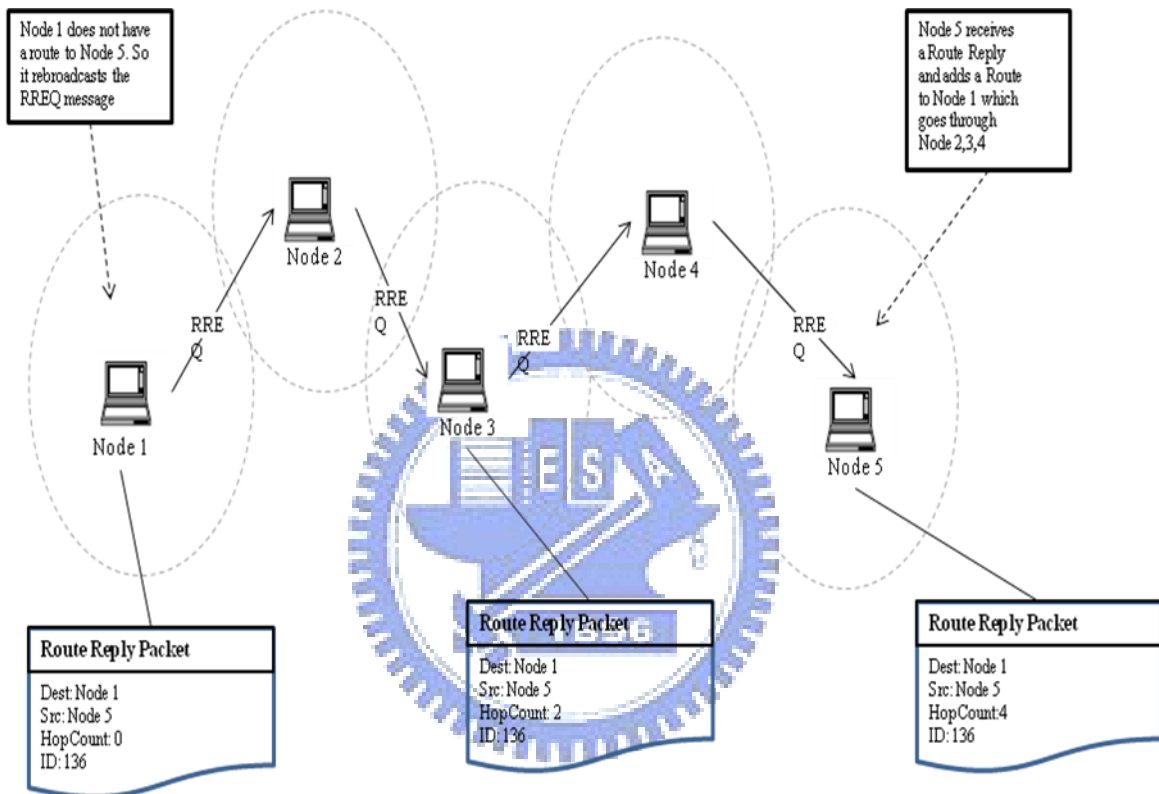 Node 1 does not have
a route to Node 5. So
it rebroadcasts the
RREQ message
Node 5 receives
a Route Reply
and adds a Route
to Node 1 which
goes through
Node 2,3,4
Node 2
Node 4
RRE
Q
RRE
Q
RRE
Q
RRE
Q
Node 1
Node 3
Node 5
E S A
1896
Route Reply Packet
Dest: Node 1
Src: Node 5
HopCount: 0
ID: 136
Route Reply Packet
Dest: Node 1
Src: Node 5
HopCount: 2
ID: 136
Route Reply Packet
Dest: Node 1
Src: Node 5
HopCount:4
ID: 136